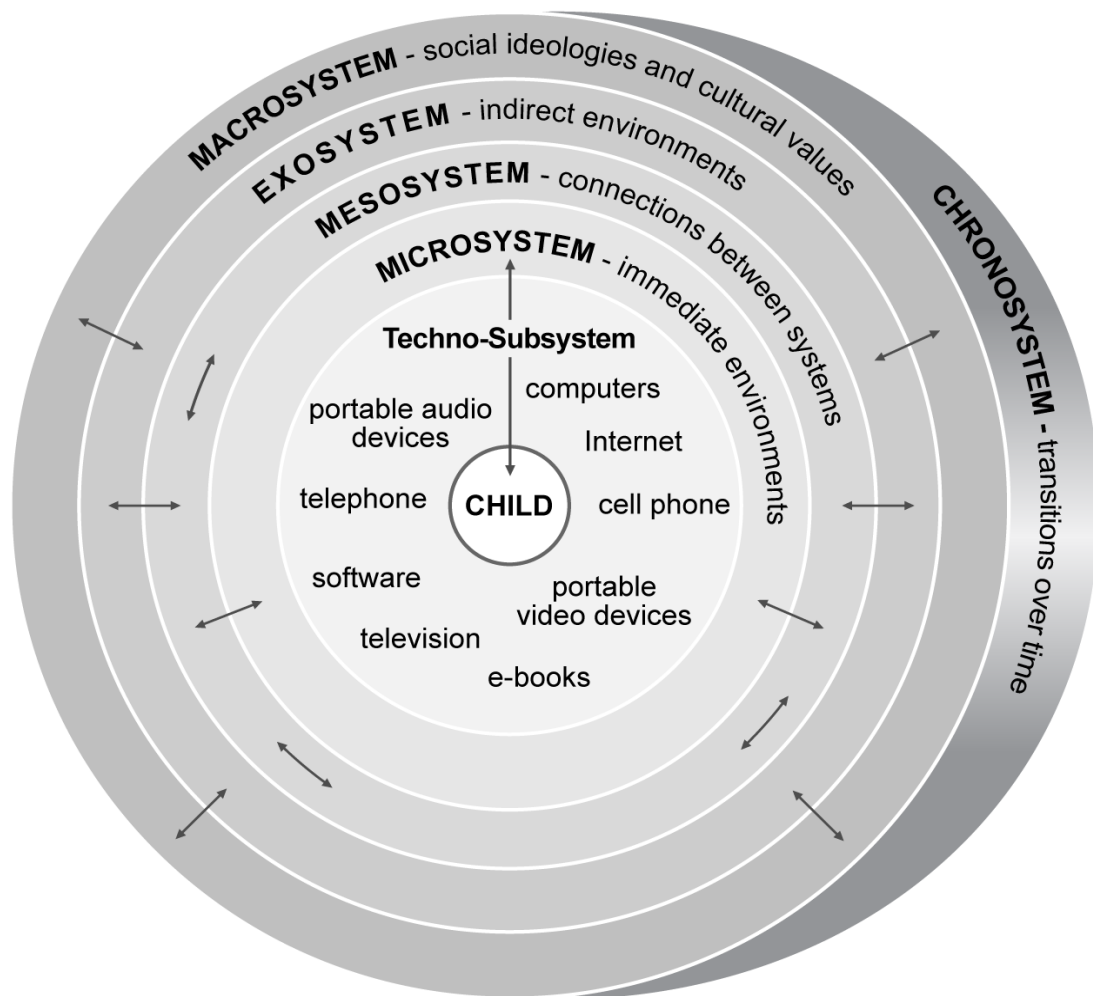 MACROSYSTEM - social ideologies and cultural values
EXOSYSTEM - indirect environments
MESOSYSTEM - connections between systems
MICROSYSTEM - immediate environments
CHRONOSYSTEM - transitions over time
Techno-Subsystem
computers
portable audio
devices
Internet
telephone
CHILD
cell phone
software
portable
video devices
television
e-books